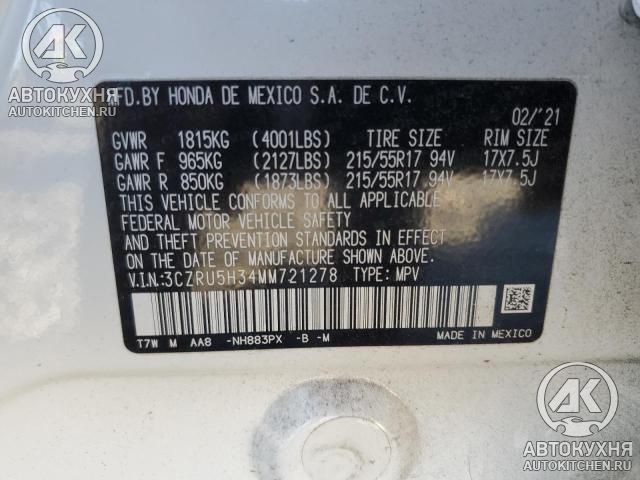 AK
АВТОКУХНЯ
AUTOKITCHEN.RU
MFD.BY HONDA DE MEXICO S.A. DE C.V.
02/'21
GVWR 1815KG (4001LBS) TIRE SIZE RIM SIZE
GAWR F 965KG (2127LBS) 215/55R17 94V 17X7.5J
GAWR R 850KG (1873LBS) 215/55R17 94V 17X7.5J
THIS VEHICLE CONFORMS TO ALL APPLICABLE
FEDERAL MOTOR VEHICLE SAFETY
AND THEFT PREVENTION STANDARDS IN EFFECT
ON THE DATE OF MANUFACTURE SHOWN ABOVE.
V.I.N.:3CZRU5H34MM721278 TYPE: MPV
T7W M AA8 -NH883PX -B -M
MADE IN MEXICO
AK
АВТОКУХНЯ
AUTOKITCHEN.RU